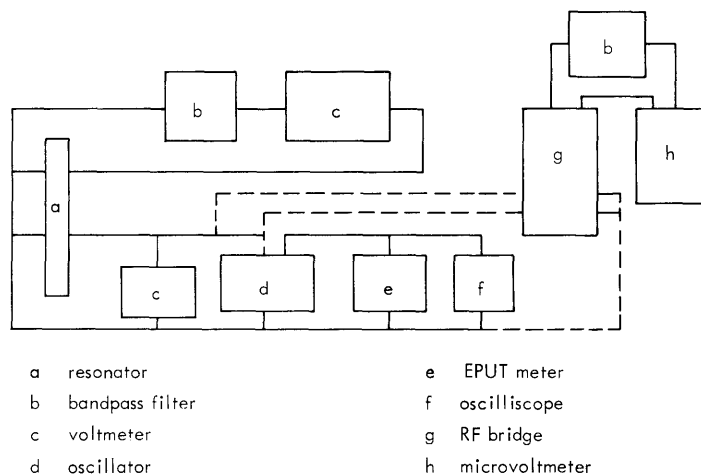 b
b
c
g
h
a
c
d
e
f
a resonator
b bandpass filter
c voltmeter
d oscillator
e EPUT meter
f oscilliscope
g RF bridge
h microvoltmeter